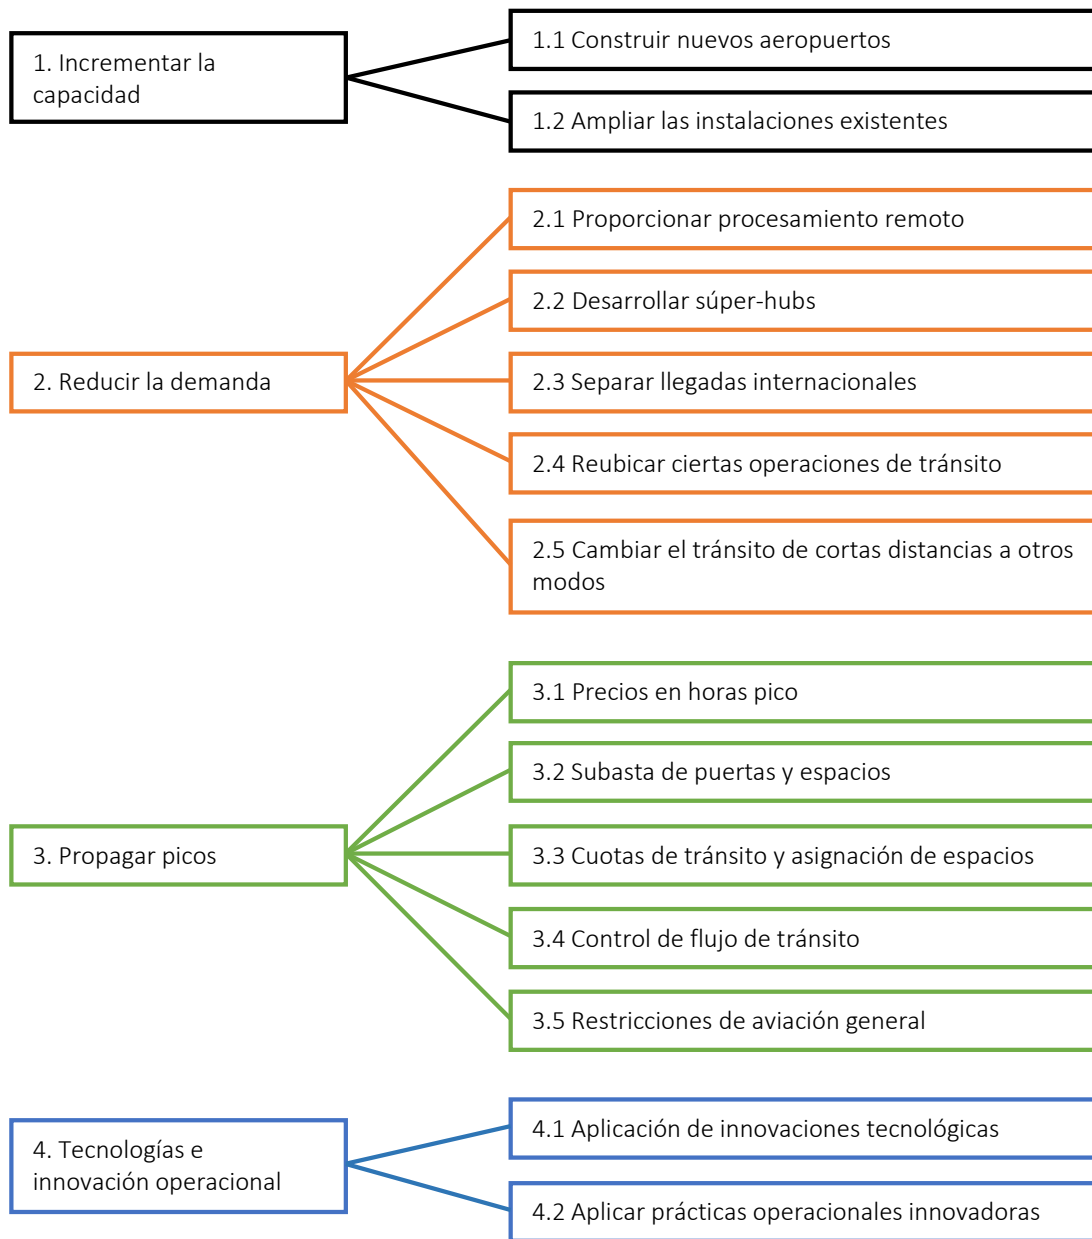 1. Incrementar la
capacidad
1.1 Construir nuevos aeropuertos
1.2 Ampliar las instalaciones existentes
2. Reducir la demanda
2.1 Proporcionar procesamiento remoto
2.2 Desarrollar súper-hubs
2.3 Separar llegadas internacionales
2.4 Reubicar ciertas operaciones de tránsito
2.5 Cambiar el tránsito de cortas distancias a otros
modos
3. Propagar picos
3.1 Precios en horas pico
3.2 Subasta de puertas y espacios
3.3 Cuotas de tránsito y asignación de espacios
3.4 Control de flujo de tránsito
3.5 Restricciones de aviación general
4. Tecnologías e
innovación operacional
4.1 Aplicación de innovaciones tecnológicas
4.2 Aplicar prácticas operacionales innovadoras